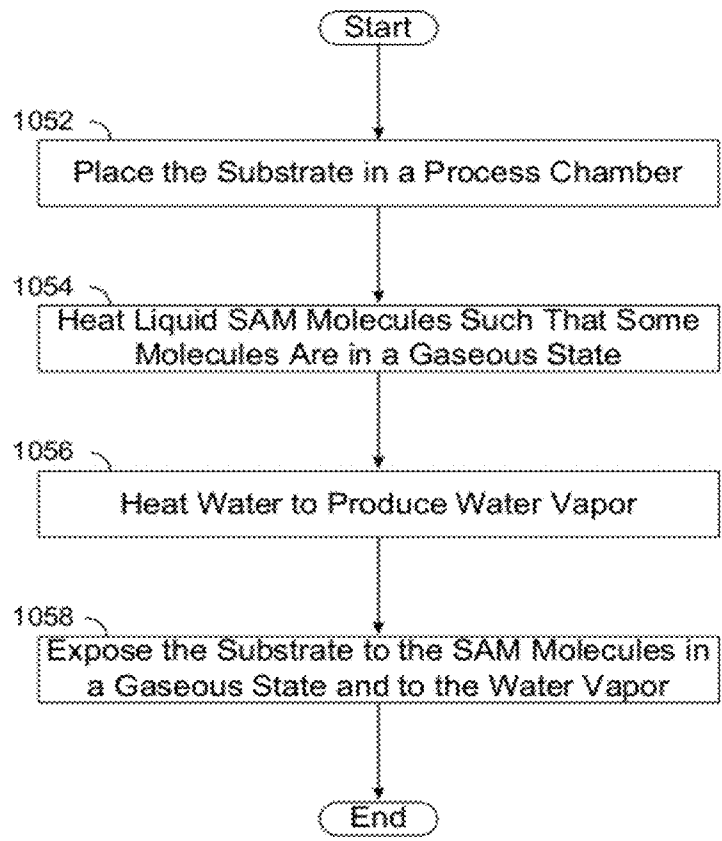 Start
1052
Place the Substrate in a Process Chamber
1054
Heat Liquid SAM Molecules Such That Some
Molecules Are in a Gaseous State
1056
Heat Water to Produce Water Vapor
1058
Expose the Substrate to the SAM Molecules in
a Gaseous State and to the Water Vapor
End